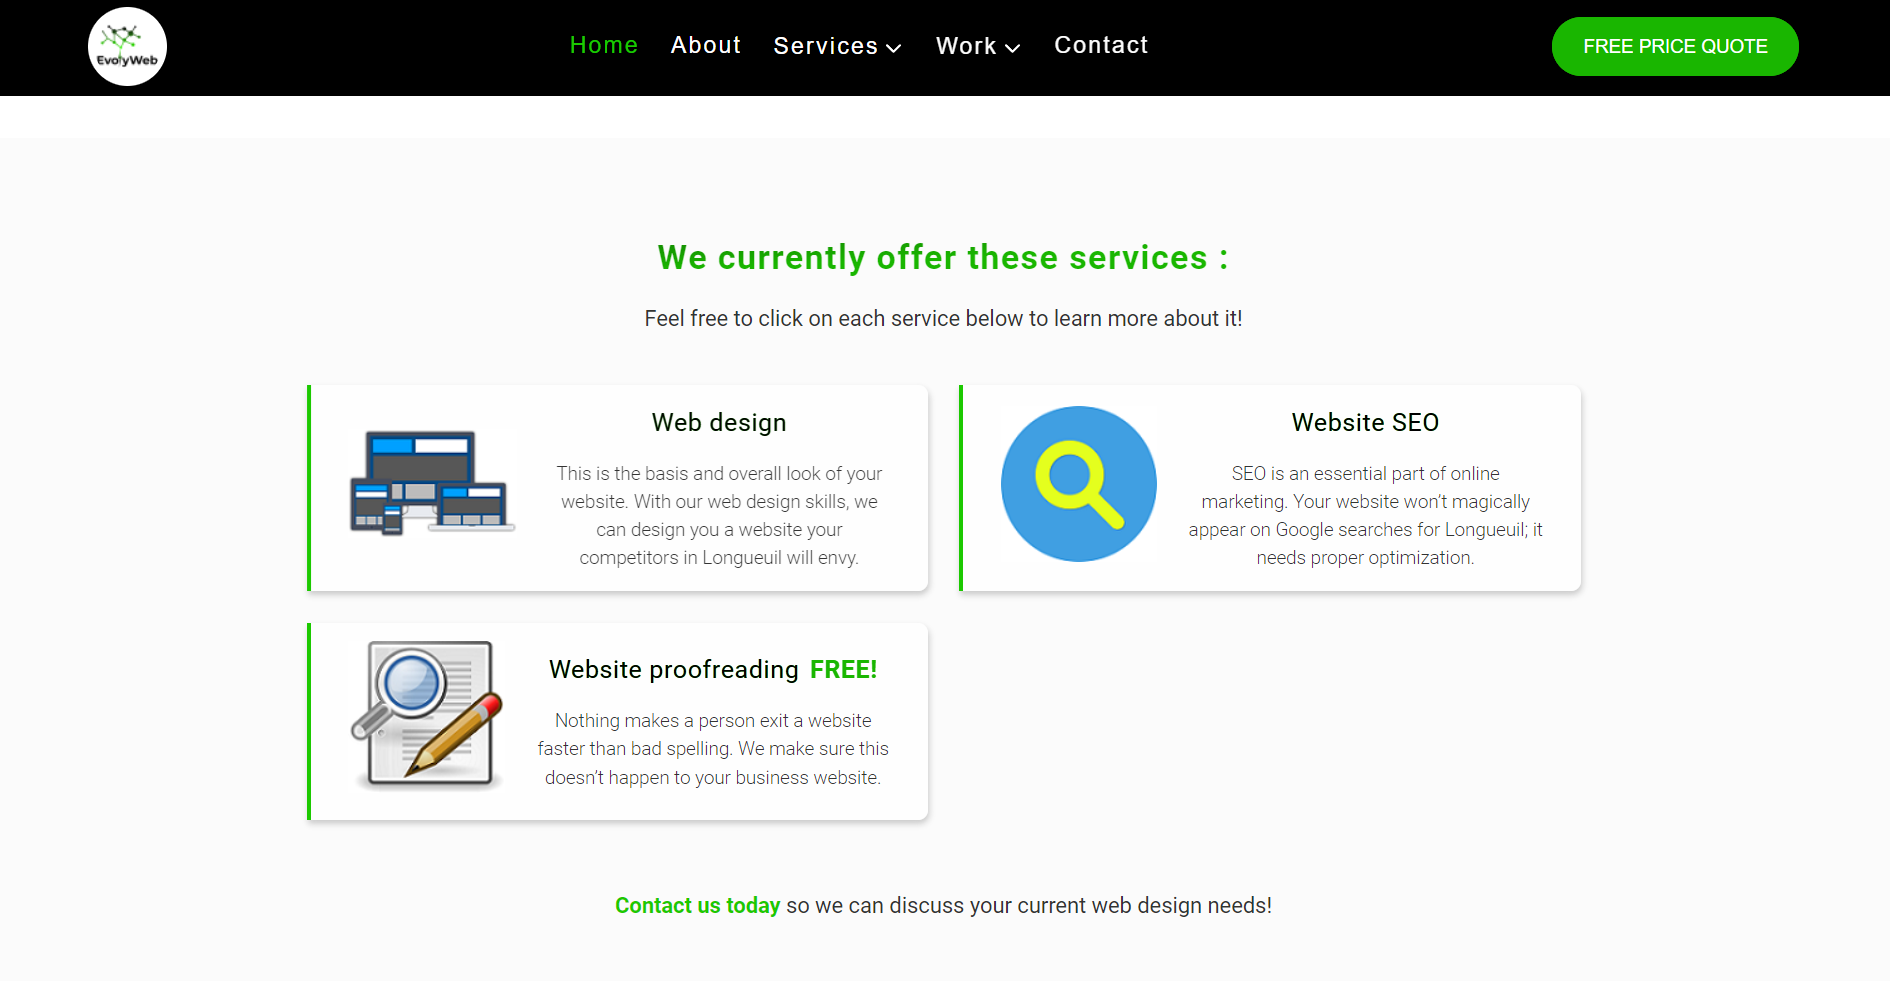 EvolyWeb
Home About Services Work Contact
FREE PRICE QUOTE
We currently offer these services :
Feel free to click on each service below to learn more about it!
Web design
This is the basis and overall look of your
website. With our web design skills, we
can design you a website your
competitors in Longueuil will envy.
Website SEO
SEO is an essential part of online
marketing. Your website won’t magically
appear on Google searches for Longueuil; it
needs proper optimization.
Website proofreading FREE!
Nothing makes a person exit a website
faster than bad spelling. We make sure this
doesn’t happen to your business website.
Contact us today so we can discuss your current web design needs!